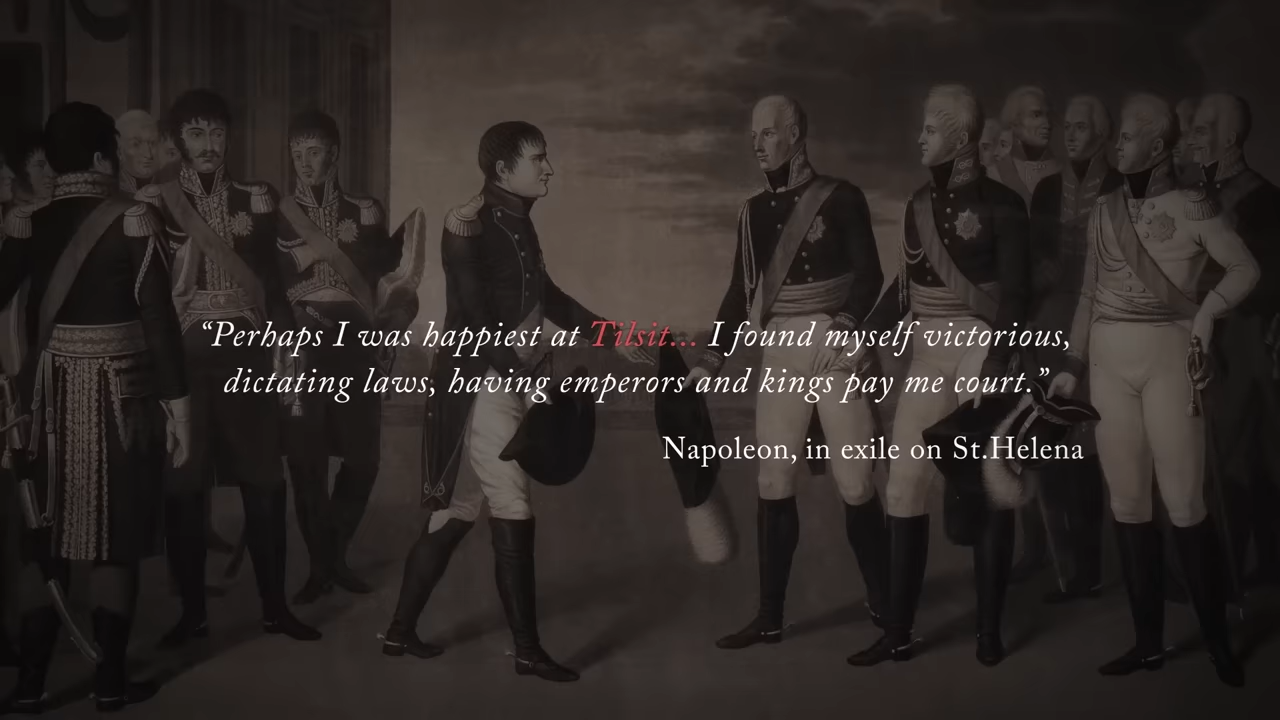 “Perhaps I was happiest at Tilsit... I found myself victorious,
dictating laws, having emperors and kings pay me court.”
Napoleon, in exile on St.Helena